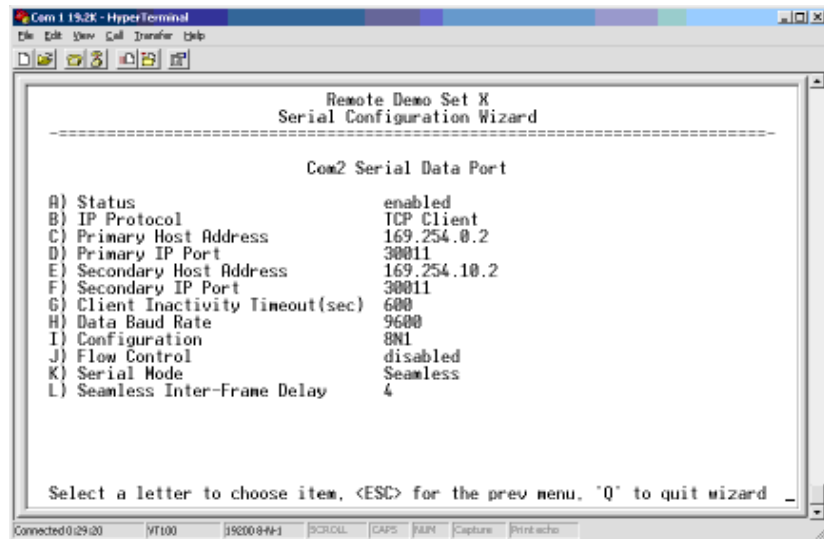 Com 1 19.2K - HyperTerminal
File Edit View Call Transfer Help
Remote Demo Set X
Serial Configuration Wizard
-==========================================================================-
Com2 Serial Data Port
A) Status enabled
B) IP Protocol TCP Client
C) Primary Host Address 169.254.0.2
D) Primary IP Port 30011
E) Secondary Host Address 169.254.10.2
F) Secondary IP Port 30011
G) Client Inactivity Timeout(sec) 600
H) Data Baud Rate 9600
I) Configuration 8N1
J) Flow Control disabled
K) Serial Mode Seamless
L) Seamless Inter-Frame Delay 4
Select a letter to choose item, <ESC> for the prev menu, 'Q' to quit wizard _
Connected 0:29:20 VT100 19200 8-N-1 SCROLL CAPS NUM Capture Print echo